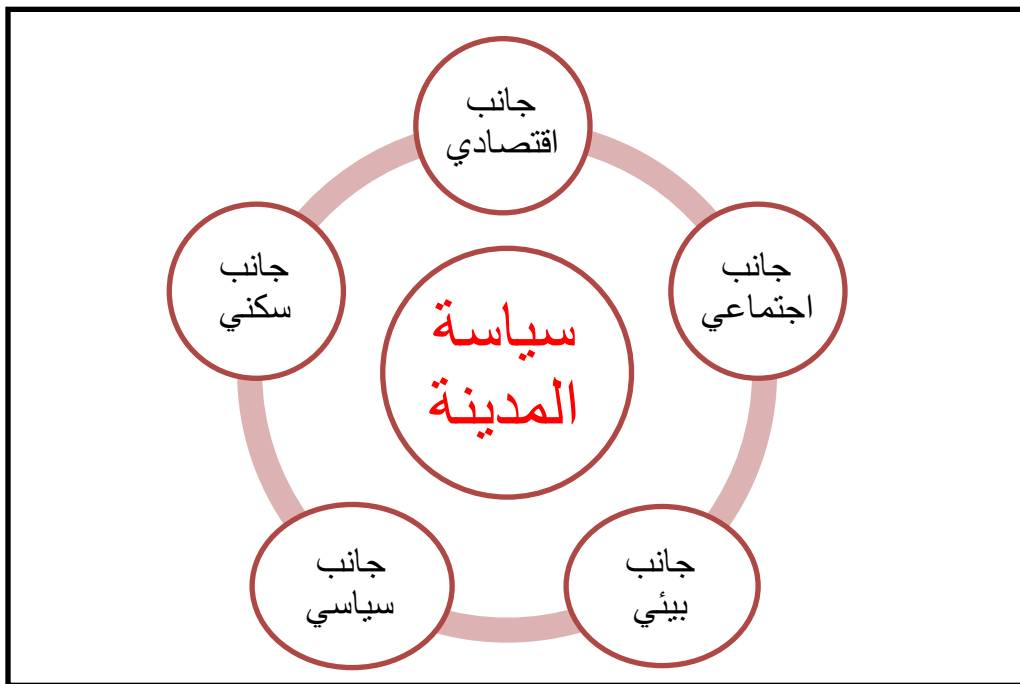 جانب
اقتصادي
جانب
اجتماعي
جانب
سكني
سياسة
المدينة
جانب
بيئي
جانب
سياسي